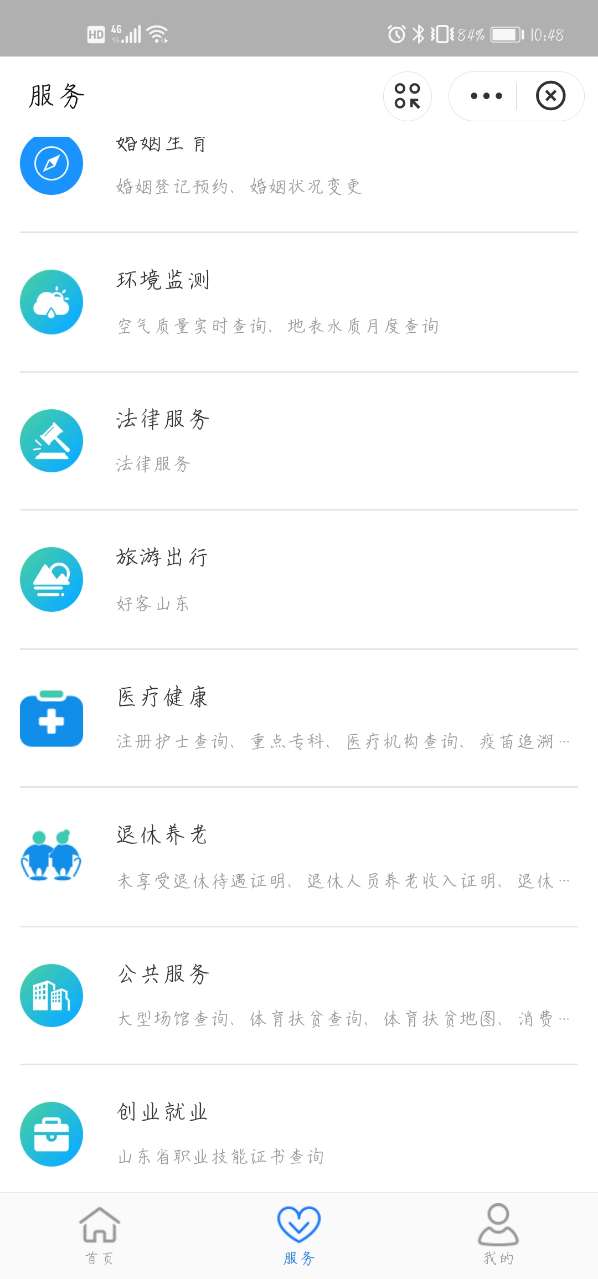 HD 4G 84% 10:48
服务
婚姻生育
婚姻登记预约、婚姻状况变更
环境监测
空气质量实时查询、地表水质月度查询
法律服务
法律服务
旅游出行
好客山东
医疗健康
注册护士查询、重点专科、医疗机构查询、疫苗追溯…
退休养老
未享受退休待遇证明、退休人员养老收入证明、退休…
公共服务
大型场馆查询、体育扶贫查询、体育扶贫地图、消费…
创业就业
山东省职业技能证书查询
首页 服务 我的